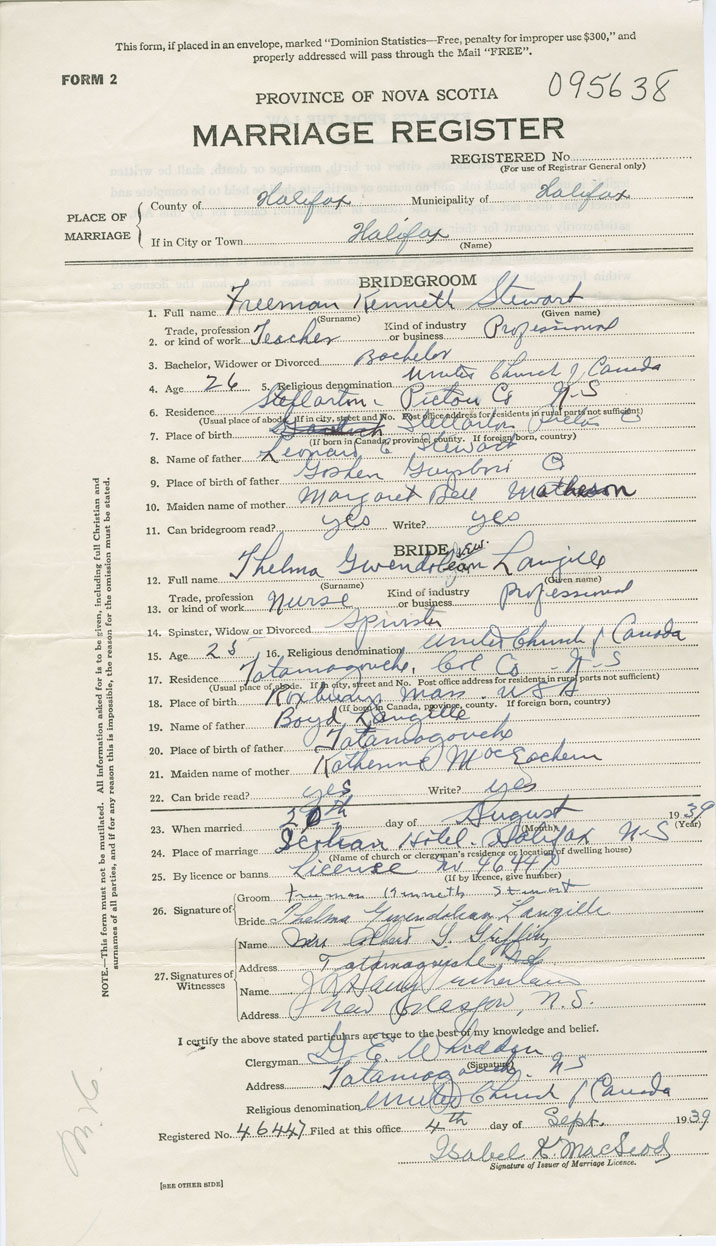 This form, if placed in an envelope, marked "Dominion Statistics—Free, penalty for improper use $300," and
properly addressed will pass through the Mail "FREE".
FORM 2
095638
PROVINCE OF NOVA SCOTIA
MARRIAGE REGISTER
REGISTERED No.
(For use of Registrar General only)
PLACE OF MARRIAGE
County of Halifax Municipality of Halifax
If in City or Town Halifax
(Name)
BRIDEGROOM
1. Full name Freeman Kenneth Stewart
(Surname) (Given name)
2. Trade, profession or kind of work Teacher Kind of industry or business Professional
3. Bachelor, Widower or Divorced Bachelor
4. Age 26 5. Religious denomination United Church of Canada
6. Residence Stellarton - Pictou Co N-S
(Usual place of abode. If in city, street and No. Post office address for residents in rural parts not sufficient)
7. Place of birth Stellarton Pictou C
(If born in Canada, province, county. If foreign born, country)
8. Name of father Leonard E Stewart
9. Place of birth of father Goshen Guysboro Co
10. Maiden name of mother Margaret Bell Matheson
11. Can bridegroom read? yes Write? yes
BRIDE
12. Full name Thelma Gwendolean Langille
(Surname) (Given name)
13. Trade, profession or kind of work Nurse Kind of industry or business Professional
14. Spinster, Widow or Divorced Spinster
15. Age 25 16. Religious denomination United Church of Canada
17. Residence Tatamagouche, Col Co - N-S
(Usual place of abode. If in city, street and No. Post office address for residents in rural parts not sufficient)
18. Place of birth Roxbury Mass. USA
(If born in Canada, province, county. If foreign born, country)
19. Name of father Boyd Langille
20. Place of birth of father Tatamagouche
21. Maiden name of mother Katherine MacEachern
22. Can bride read? yes Write? yes
23. When married 30th day of August 1939
(Month) (Year)
24. Place of marriage Scotian Hotel. Halifax N-S
(Name of church or clergyman's residence or location of dwelling house)
25. By licence or banns License No 46447
(If by licence, give number)
26. Signature of
Groom Freeman Kenneth Stewart
Bride Thelma Gwendolean Langille
27. Signatures of Witnesses
Name Mrs Albert S. Griffin
Address Tatamagouche, N.S.
Name
Address New Glasgow, N.S.
I certify the above stated particulars are true to the best of my knowledge and belief.
Clergyman G. E. Whidden
(Signature)
Address Tatamagouche. NS
Religious denomination United Church of Canada
Registered No. 46447 Filed at this office 4th day of Sept. 1939
Isabel K. MacLeod
Signature of Issuer of Marriage Licence.
[SEE OTHER SIDE]
NOTE.—This form must not be mutilated. All information asked for is to be given, including full Christian and
surnames of all parties, and if for any reason this is impossible, the reason for the omission must be stated.